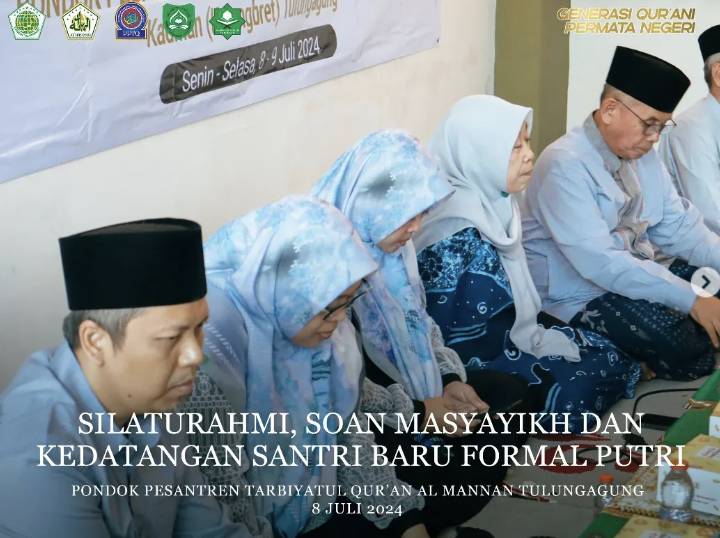 Kauman (Ringgbret) Tulungagung
Senin - Selasa, 8 - 9 Juli 2024
GENERASI QUR'ANI
PERMATA NEGERI
SILATURAHMI, SOAN MASYAYIKH DAN
KEDATANGAN SANTRI BARU FORMAL PUTRI
PONDOK PESANTREN TARBIYATUL QUR'AN AL MANNAN TULUNGAGUNG
8 JULI 2024